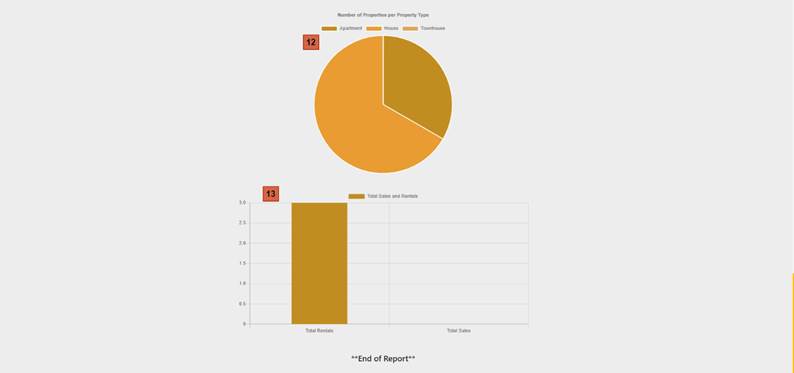 Number of Properties per Property Type
Apartment House Townhouse
12
13
Total Sales and Rentals
3.0
2.5
2.0
1.5
1.0
0.5
0
Total Rentals Total Sales
**End of Report**